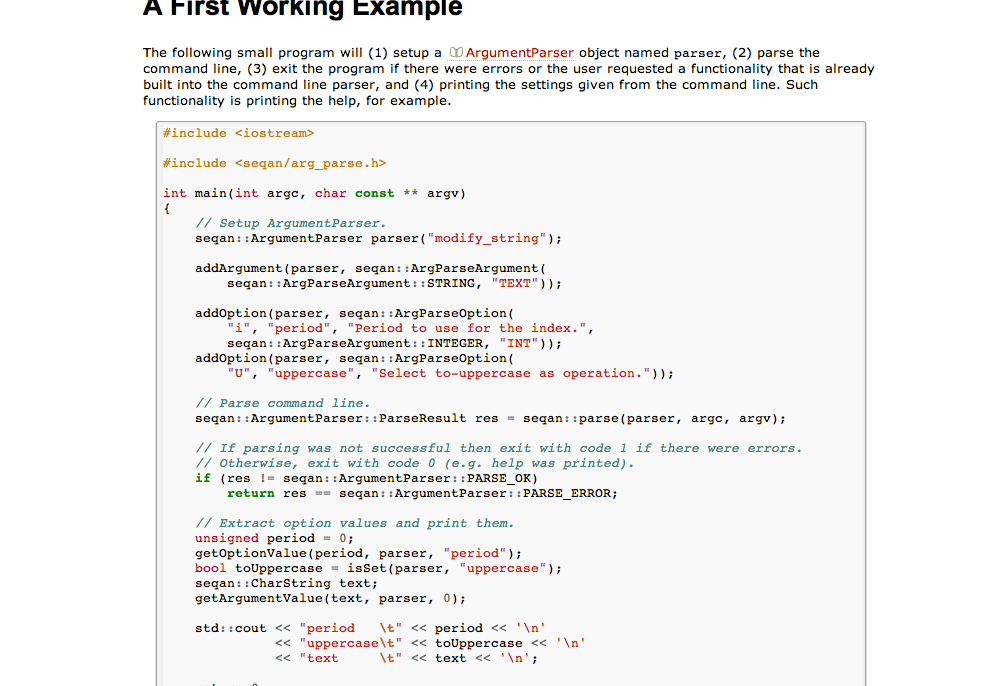 A First Working Example
The following small program will (1) setup a ArgumentParser object named parser, (2) parse the
command line, (3) exit the program if there were errors or the user requested a functionality that is already
built into the command line parser, and (4) printing the settings given from the command line. Such
functionality is printing the help, for example.
#include <iostream>
#include <seqan/arg_parse.h>
int main(int argc, char const ** argv)
{
// Setup ArgumentParser.
seqan::ArgumentParser parser("modify_string");
addArgument(parser, seqan::ArgParseArgument(
seqan::ArgParseArgument::STRING, "TEXT"));
addOption(parser, seqan::ArgParseOption(
"i", "period", "Period to use for the index.",
seqan::ArgParseArgument::INTEGER, "INT"));
addOption(parser, seqan::ArgParseOption(
"U", "uppercase", "Select to-uppercase as operation."));
// Parse command line.
seqan::ArgumentParser::ParseResult res = seqan::parse(parser, argc, argv);
// If parsing was not successful then exit with code 1 if there were errors.
// Otherwise, exit with code 0 (e.g. help was printed).
if (res != seqan::ArgumentParser::PARSE_OK)
return res == seqan::ArgumentParser::PARSE_ERROR;
// Extract option values and print them.
unsigned period = 0;
getOptionValue(period, parser, "period");
bool toUppercase = isSet(parser, "uppercase");
seqan::CharString text;
getArgumentValue(text, parser, 0);
std::cout << "period   \t" << period << '\n'
<< "uppercase\t" << toUppercase << '\n'
<< "text     \t" << text << '\n';